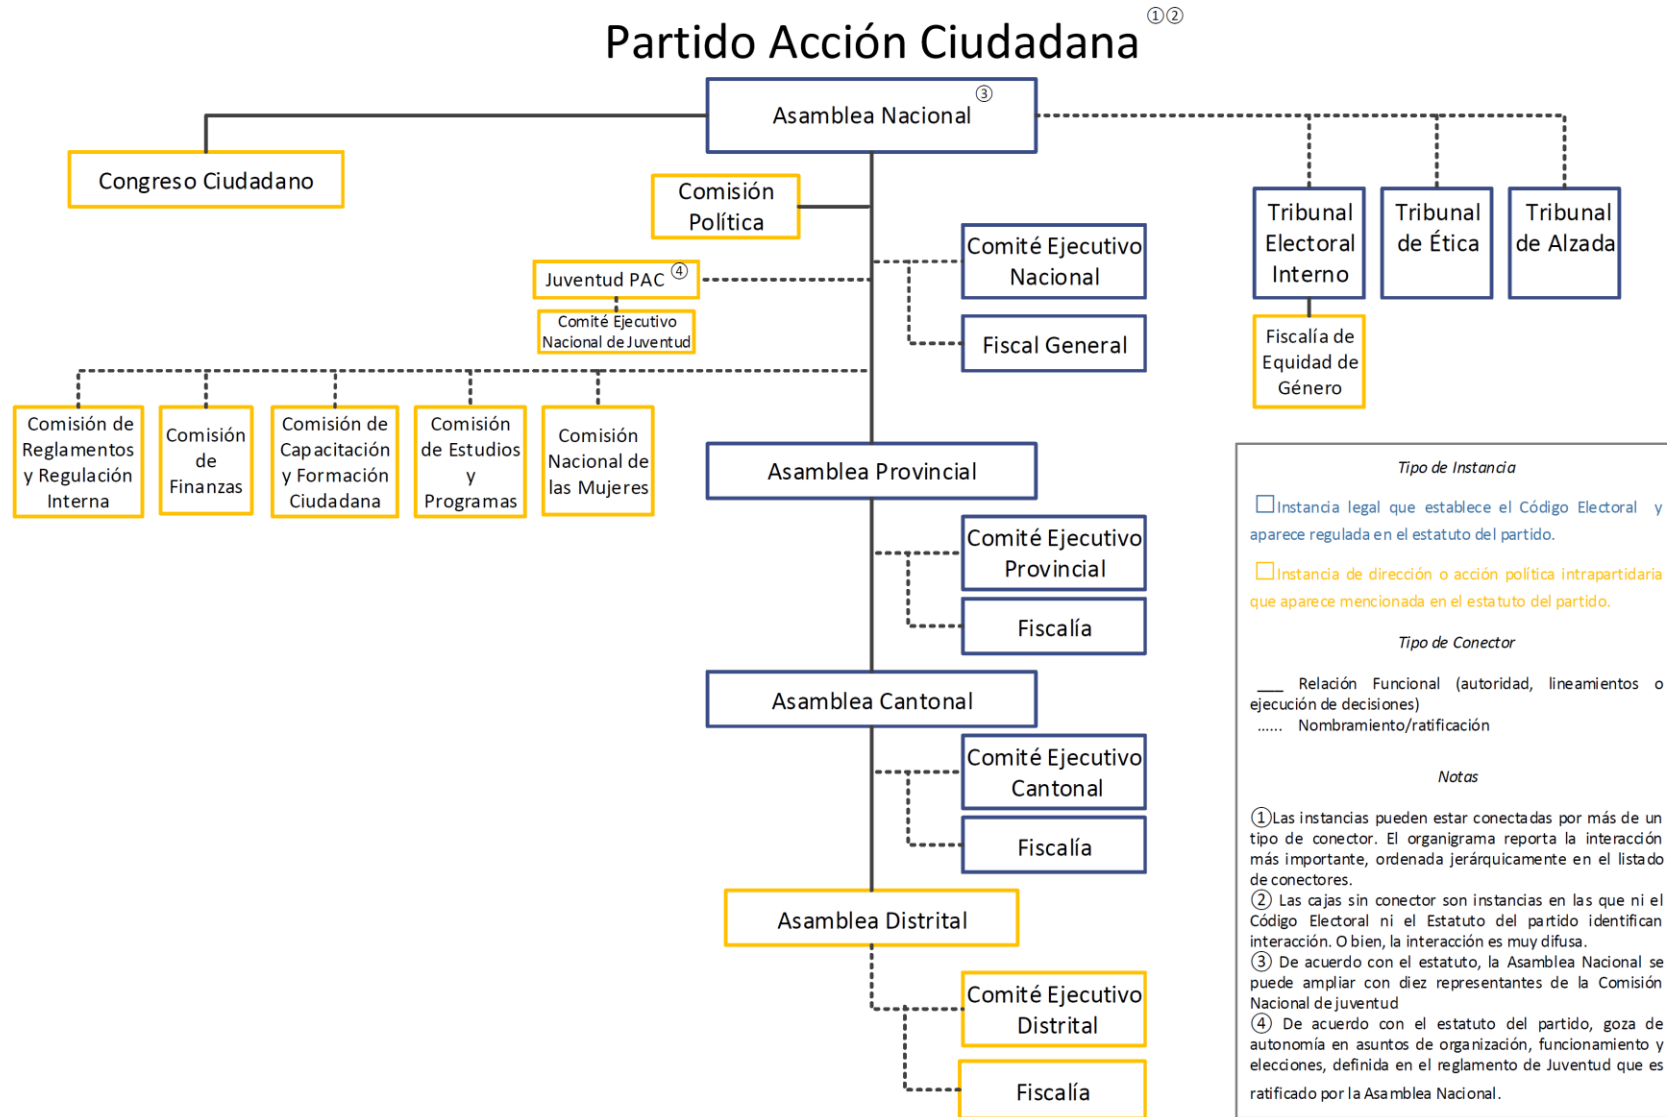 Partido Acción Ciudadana ①②
Asamblea Nacional ③
Congreso Ciudadano
Comisión
Política
Juventud PAC ④
Comité Ejecutivo
Nacional de Juventud
Comité Ejecutivo
Nacional
Fiscal General
Tribunal
Electoral
Interno
Tribunal
de Ética
Tribunal
de Alzada
Fiscalía de
Equidad de
Género
Comisión de
Reglamentos
y Regulación
Interna
Comisión
de
Finanzas
Comisión de
Capacitación
y Formación
Ciudadana
Comisión
de Estudios
y
Programas
Comisión
Nacional de
las Mujeres
Asamblea Provincial
Comité Ejecutivo
Provincial
Fiscalía
Asamblea Cantonal
Comité Ejecutivo
Cantonal
Fiscalía
Asamblea Distrital
Comité Ejecutivo
Distrital
Fiscalía
Tipo de Instancia
Instancia legal que establece el Código Electoral y
aparece regulada en el estatuto del partido.
Instancia de dirección o acción política intrapartidaria
que aparece mencionada en el estatuto del partido.
Tipo de Conector
___ Relación Funcional (autoridad, lineamientos o
ejecución de decisiones)
...... Nombramiento/ratificación
Notas
①Las instancias pueden estar conectadas por más de un
tipo de conector. El organigrama reporta la interacción
más importante, ordenada jerárquicamente en el listado
de conectores.
② Las cajas sin conector son instancias en las que ni el
Código Electoral ni el Estatuto del partido identifican
interacción. O bien, la interacción es muy difusa.
③ De acuerdo con el estatuto, la Asamblea Nacional se
puede ampliar con diez representantes de la Comisión
Nacional de juventud
④ De acuerdo con el estatuto del partido, goza de
autonomía en asuntos de organización, funcionamiento y
elecciones, definida en el reglamento de Juventud que es
ratificado por la Asamblea Nacional.